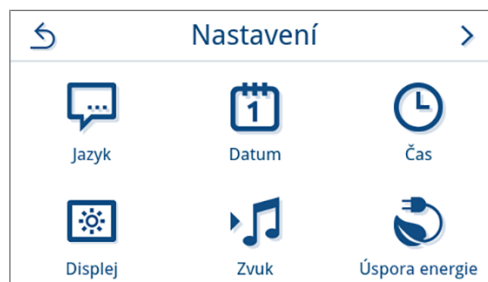 Nastavení
Jazyk
Datum
1
Čas
Displej
Zvuk
Úspora energie